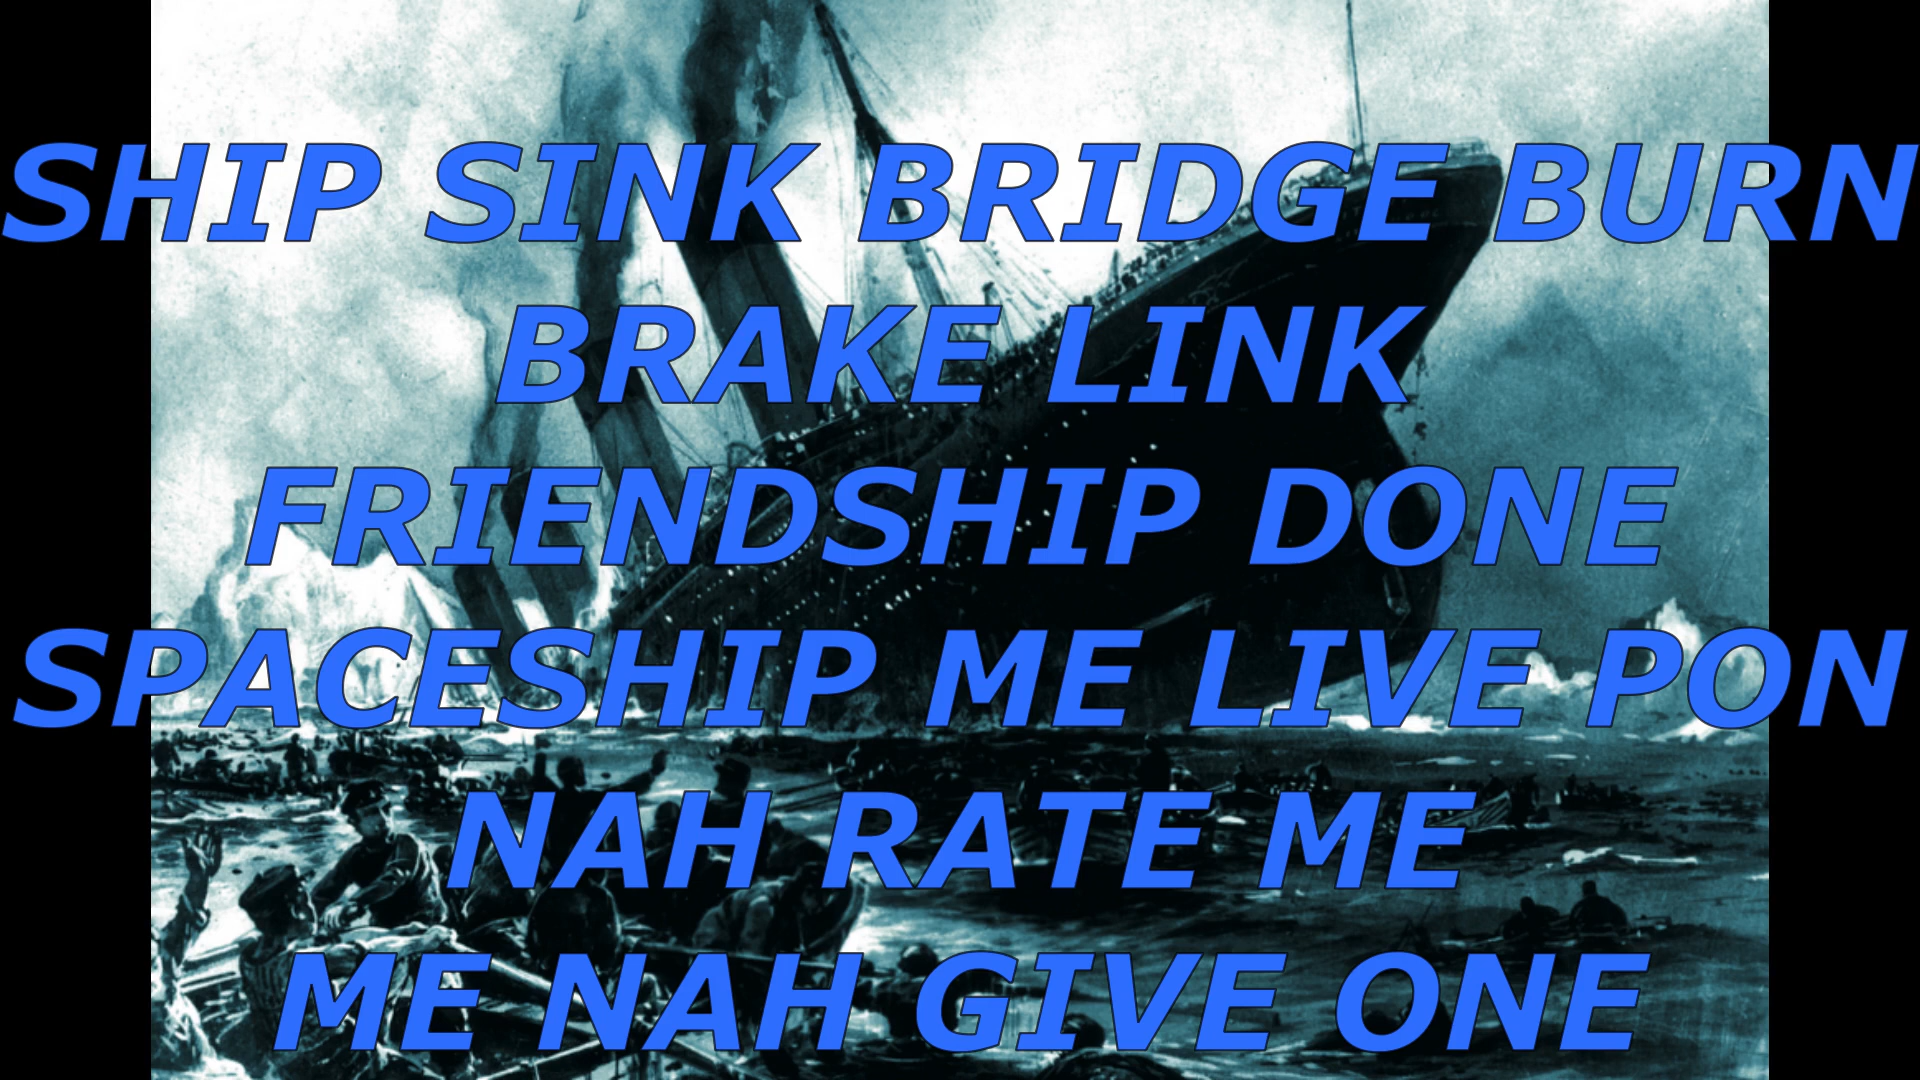 SHIP SINK BRIDGE BURN
BRAKE LINK
FRIENDSHIP DONE
SPACESHIP ME LIVE PON
NAH RATE ME
ME NAH GIVE ONE